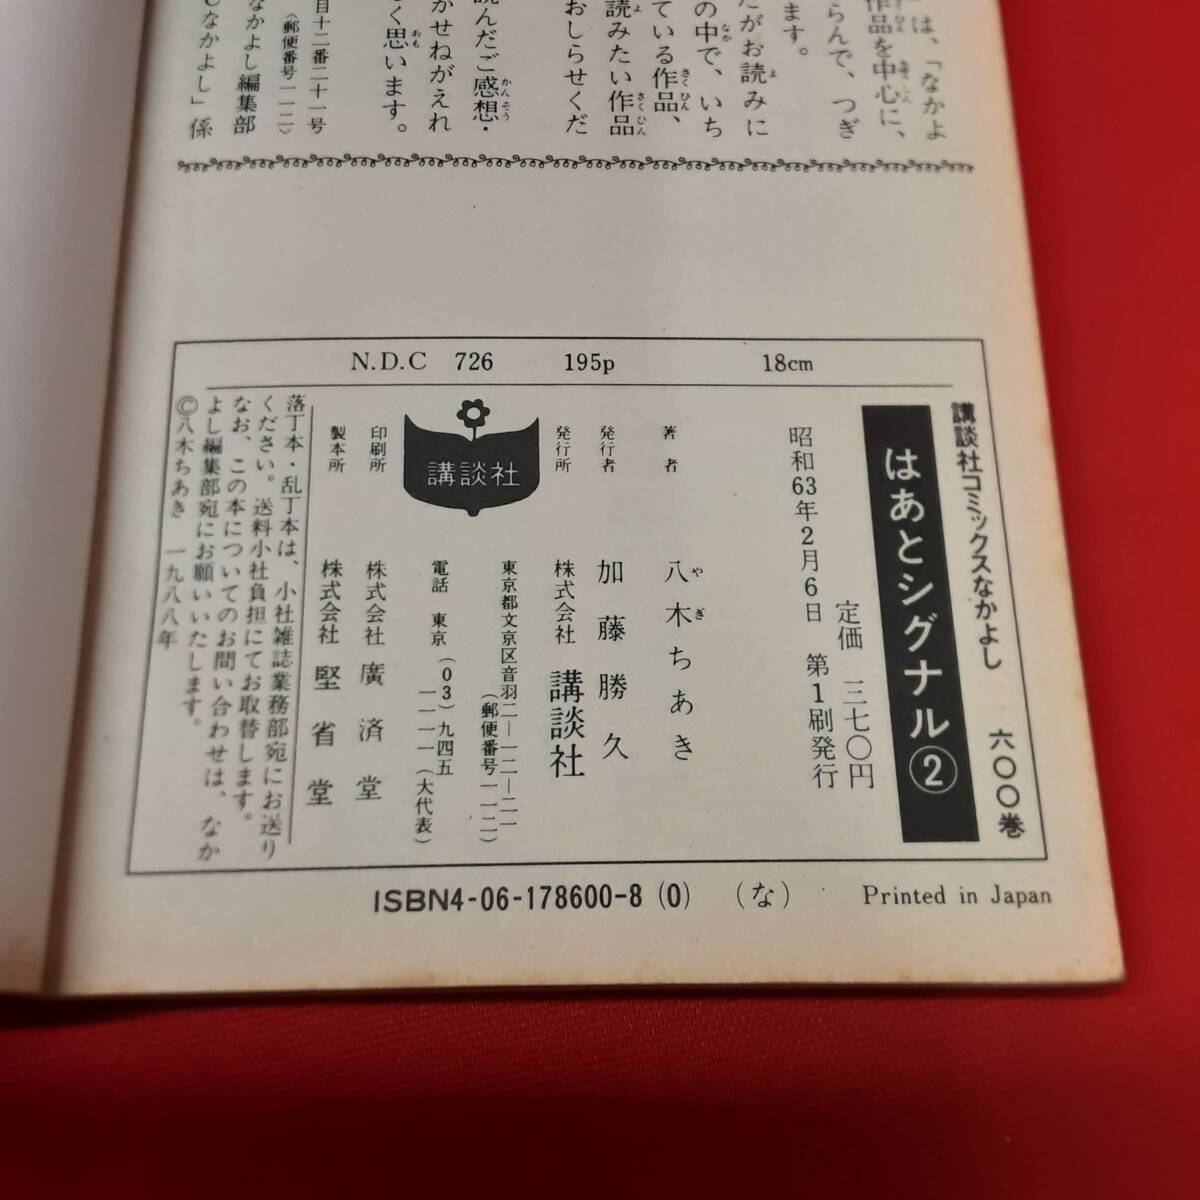 は、「なかよ
作品を中心に、
らんで、つぎ
ます。
たがお読みに
の中で、いち
ている作品、
読みたい作品
おしらせくだ
読んだご感想・
かせねがえれ
く思います。
目十二番二十一号
(郵便番号一一二)
なかよし編集部
Cなかよし」係
N.D.C 726 195p 18cm
講談社コミックスなかよし 六〇〇巻
はあとシグナル②
定価 三七〇円
昭和63年2月6日 第1刷発行
著者 八木ちあき
やぎ
発行者 加藤勝久
発行所 株式会社 講談社
東京都文京区音羽二―一二―二一
(郵便番号一一二)
電話 東京(03)九四五
一一一一(大代表)
講談社
印刷所 株式会社 廣済堂
製本所 株式会社 堅省堂
落丁本・乱丁本は、小社雑誌業務部宛にお送り
ください。送料小社負担にてお取替します。
なお、この本についてのお問い合わせは、なか
よし編集部宛にお願いいたします。
©八木ちあき 一九八八年
ISBN4-06-178600-8 (0) (な) Printed in Japan